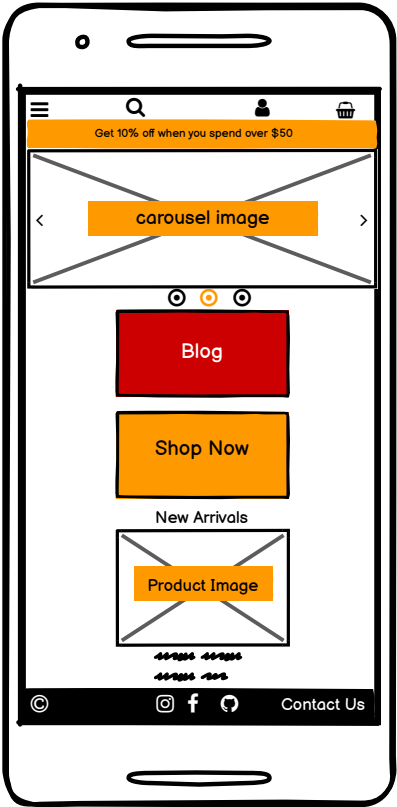 Get 10% off when you spend over $50
carousel image
Blog
Shop Now
New Arrivals
Product Image
© Contact Us